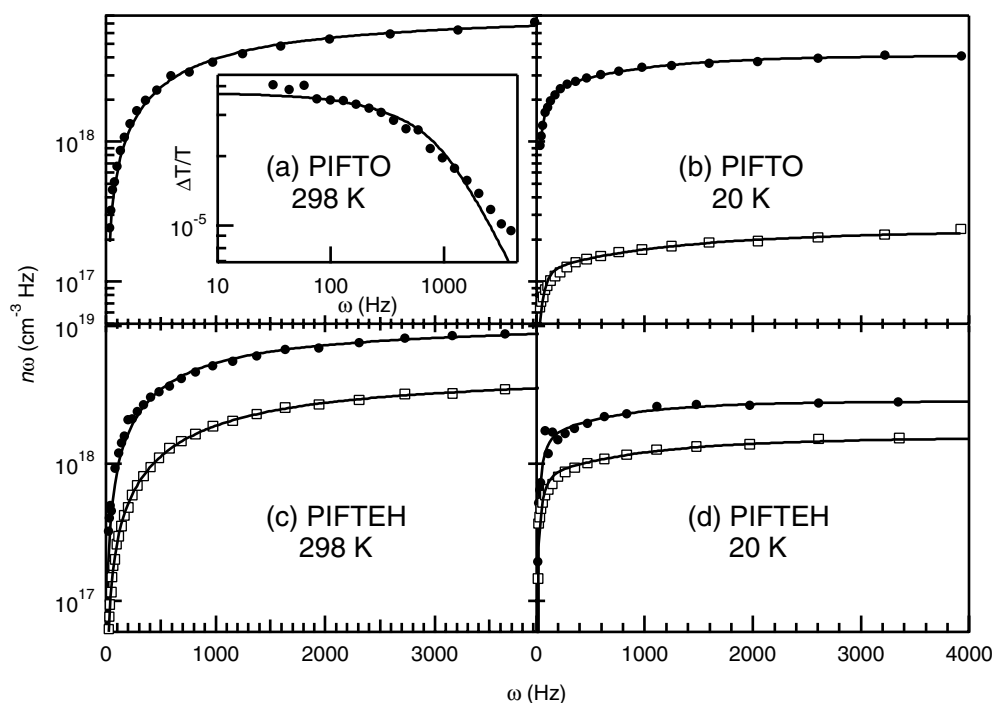 10^18
10^17
10^19
10^18
10^17
nω (cm^-3 Hz)
(a) PIFTO
298 K
ΔT/T
10^-5
10
100
1000
ω (Hz)
(b) PIFTO
20 K
(c) PIFTEH
298 K
(d) PIFTEH
20 K
0
1000
2000
3000
0
1000
2000
3000
4000
ω (Hz)